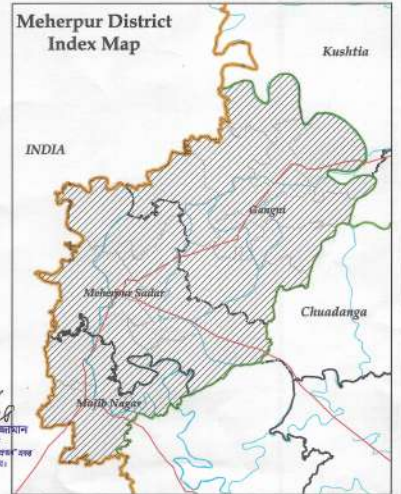 Meherpur District
Index Map
Kushtia
INDIA
Gangni
Meherpur Sadar
Chuadanga
Mujib Nagar